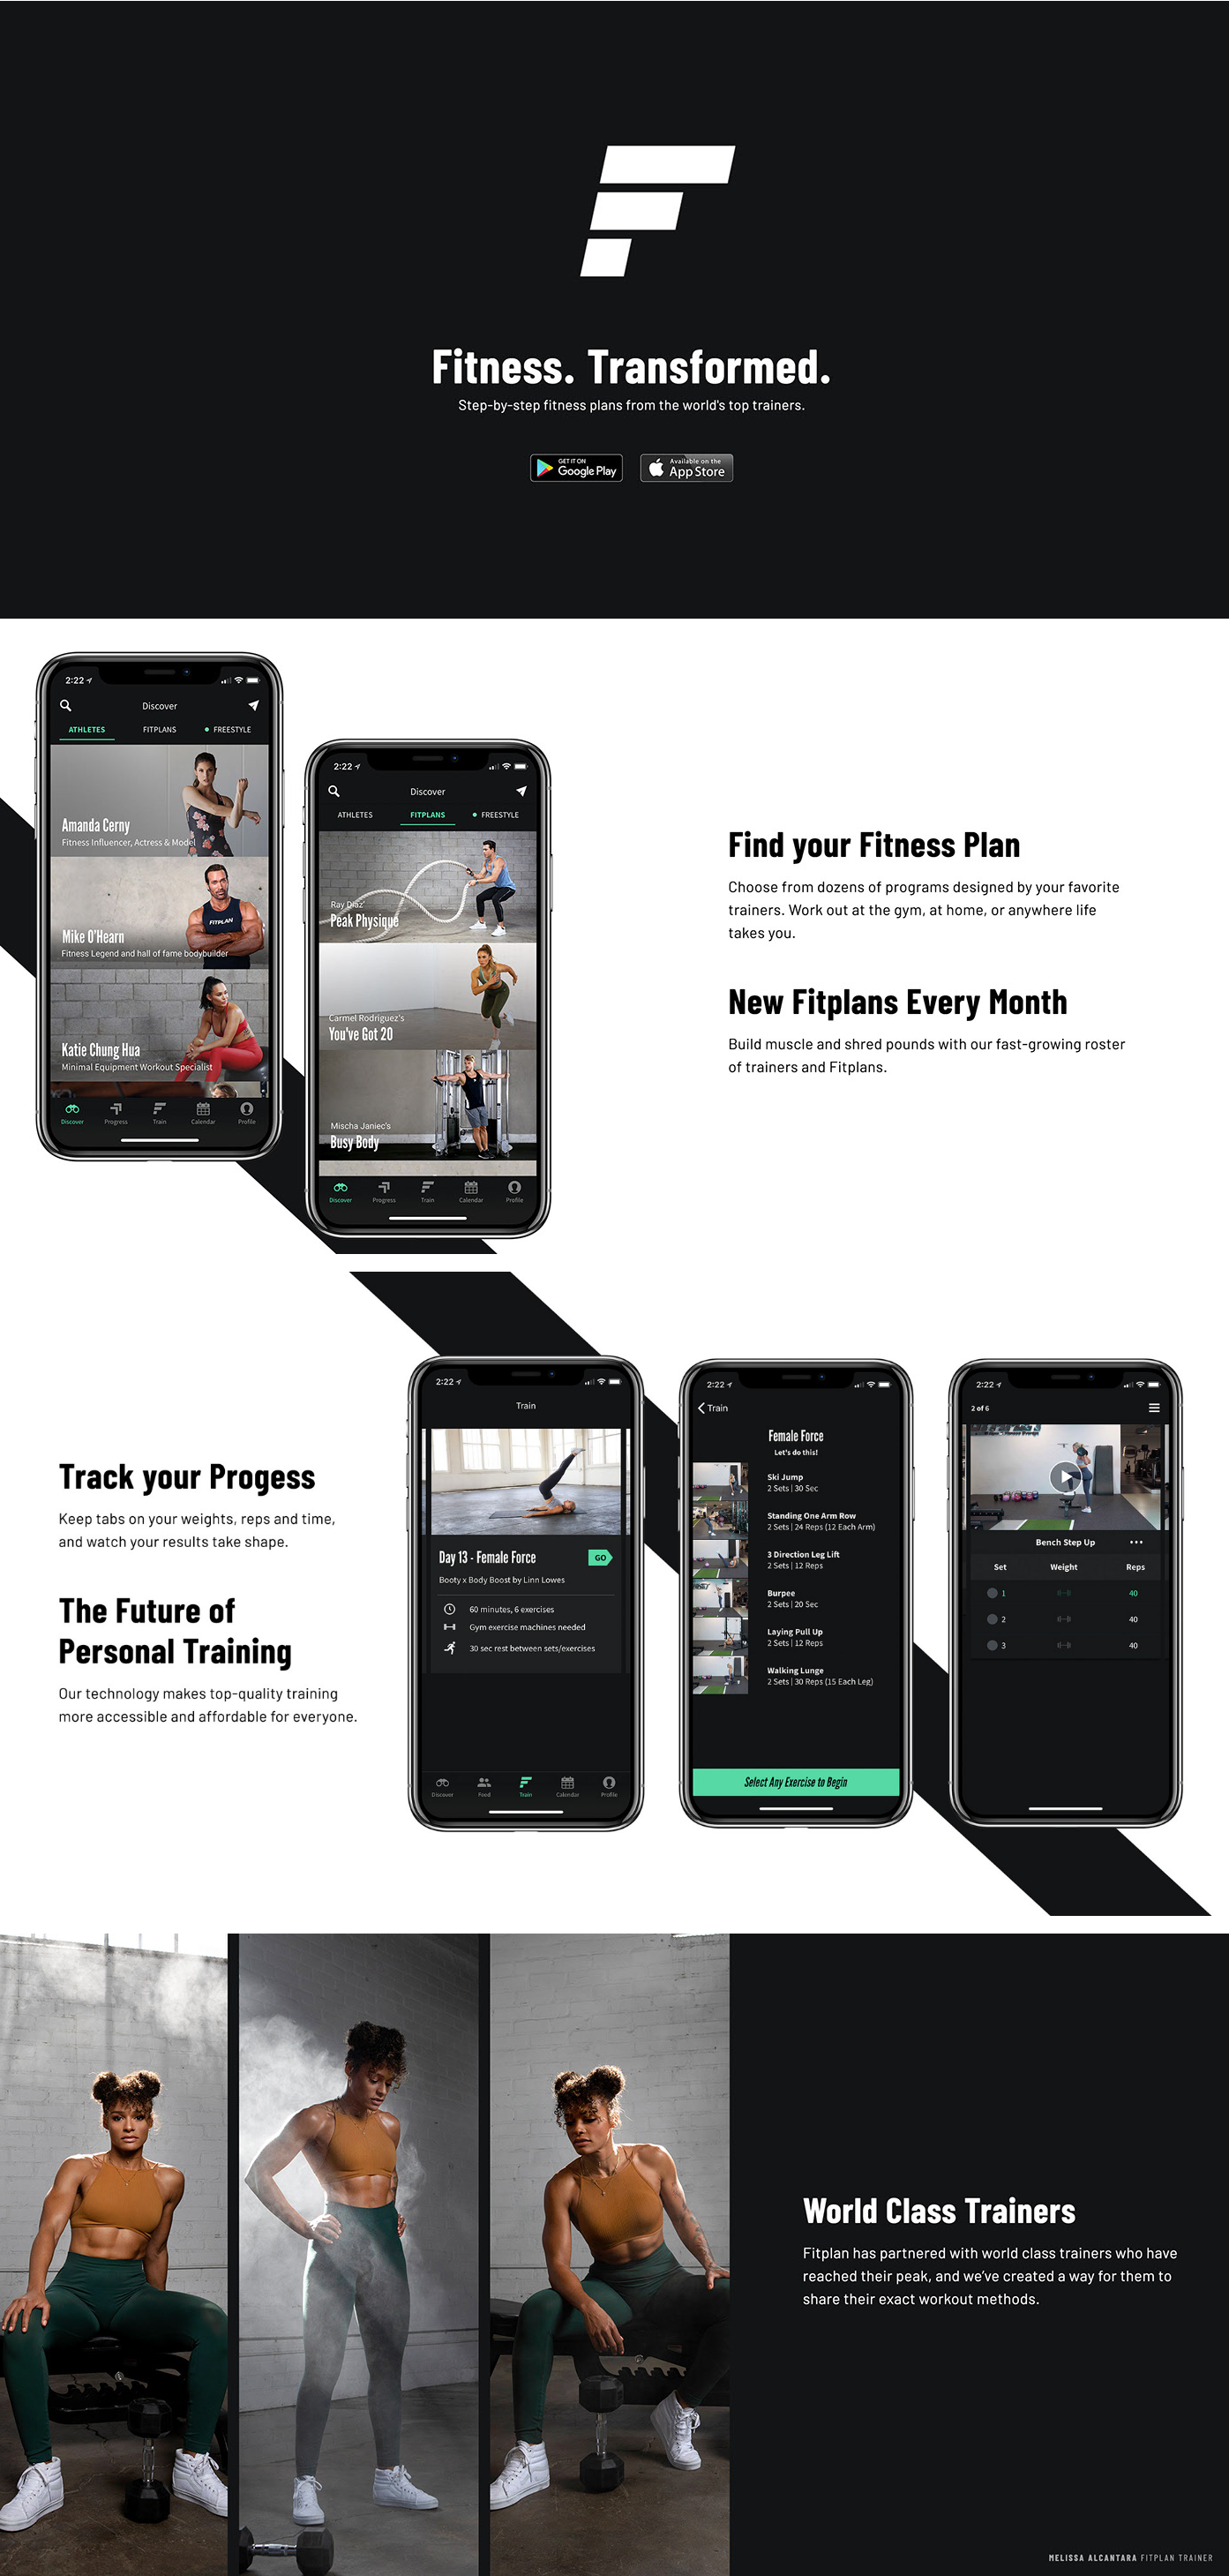 Fitness. Transformed.
Step-by-step fitness plans from the world's top trainers.
GET IT ON
Google Play
Available on the
App Store
2:22
Discover
ATHLETES FITPLANS FREESTYLE
Amanda Cerny
Fitness Influencer, Actress & Model
FITPLAN
Mike O'Hearn
Fitness Legend and hall of fame bodybuilder
Katie Chung Hua
Minimal Equipment Workout Specialist
Discover Progress Train Calendar Profile
2:22
Discover
ATHLETES FITPLANS FREESTYLE
Ray Diaz'
Peak Physique
Carmel Rodriguez's
You've Got 20
Mischa Janiec's
Busy Body
Discover Progress Train Calendar Profile
Find your Fitness Plan
Choose from dozens of programs designed by your favorite
trainers. Work out at the gym, at home, or anywhere life
takes you.
New Fitplans Every Month
Build muscle and shred pounds with our fast-growing roster
of trainers and Fitplans.
Track your Progess
Keep tabs on your weights, reps and time,
and watch your results take shape.
The Future of
Personal Training
Our technology makes top-quality training
more accessible and affordable for everyone.
2:22
Train
Day 13 - Female Force
GO
Booty x Body Boost by Linn Lowes
60 minutes, 6 exercises
Gym exercise machines needed
30 sec rest between sets/exercises
Discover Feed Train Calendar Profile
2:22
Train
Female Force
Let's do this!
Ski Jump
2 Sets | 30 Sec
Standing One Arm Row
2 Sets | 24 Reps (12 Each Arm)
3 Direction Leg Lift
2 Sets | 12 Reps
Burpee
2 Sets | 20 Sec
Laying Pull Up
2 Sets | 12 Reps
Walking Lunge
2 Sets | 30 Reps (15 Each Leg)
Select Any Exercise to Begin
2:22
2 of 6
Bench Step Up
Set Weight Reps
1 40
2 40
3 40
World Class Trainers
Fitplan has partnered with world class trainers who have
reached their peak, and we've created a way for them to
share their exact workout methods.
MELISSA ALCANTARA FITPLAN TRAINER